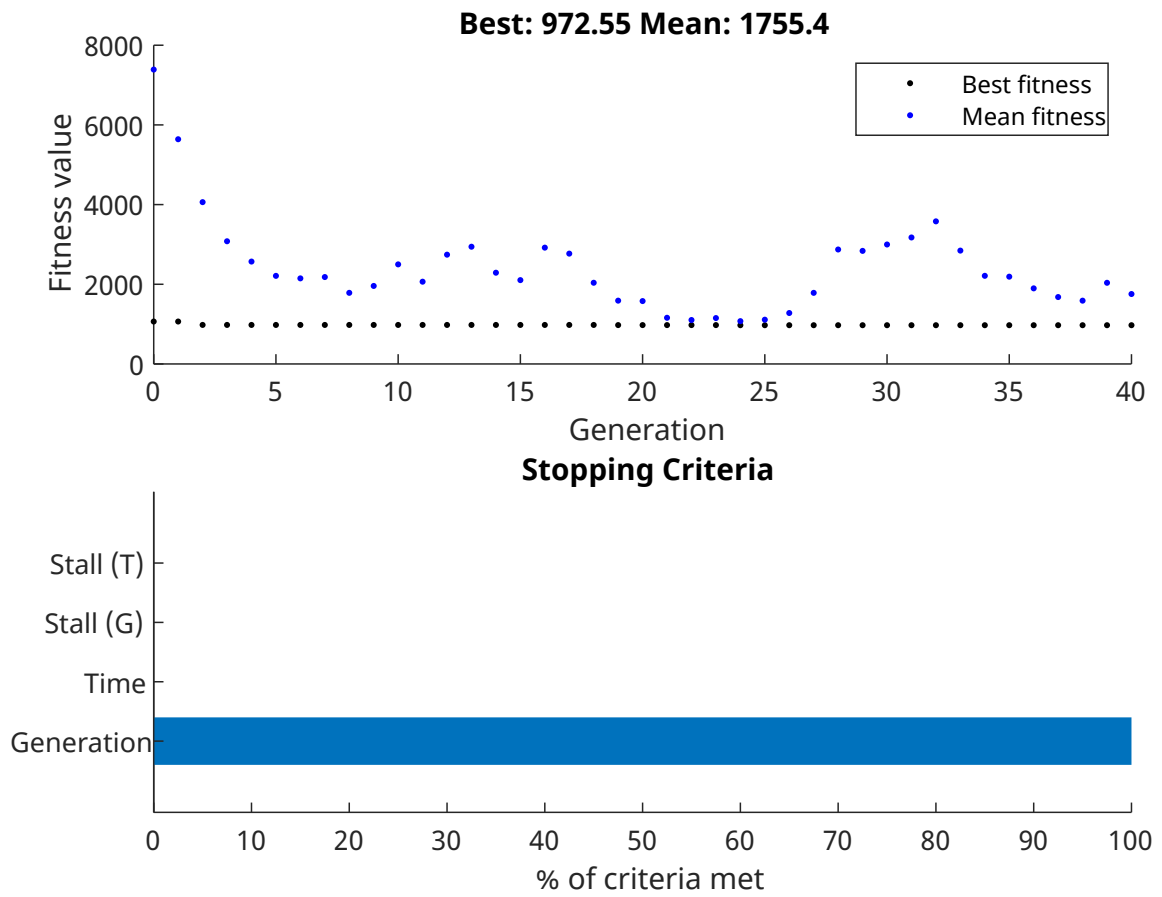 Best: 972.55 Mean: 1755.4
8000
6000
4000
2000
0
Fitness value
Best fitness
Mean fitness
0 5 10 15 20 25 30 35 40
Generation
Stopping Criteria
Stall (T)
Stall (G)
Time
Generation
0 10 20 30 40 50 60 70 80 90 100
% of criteria met